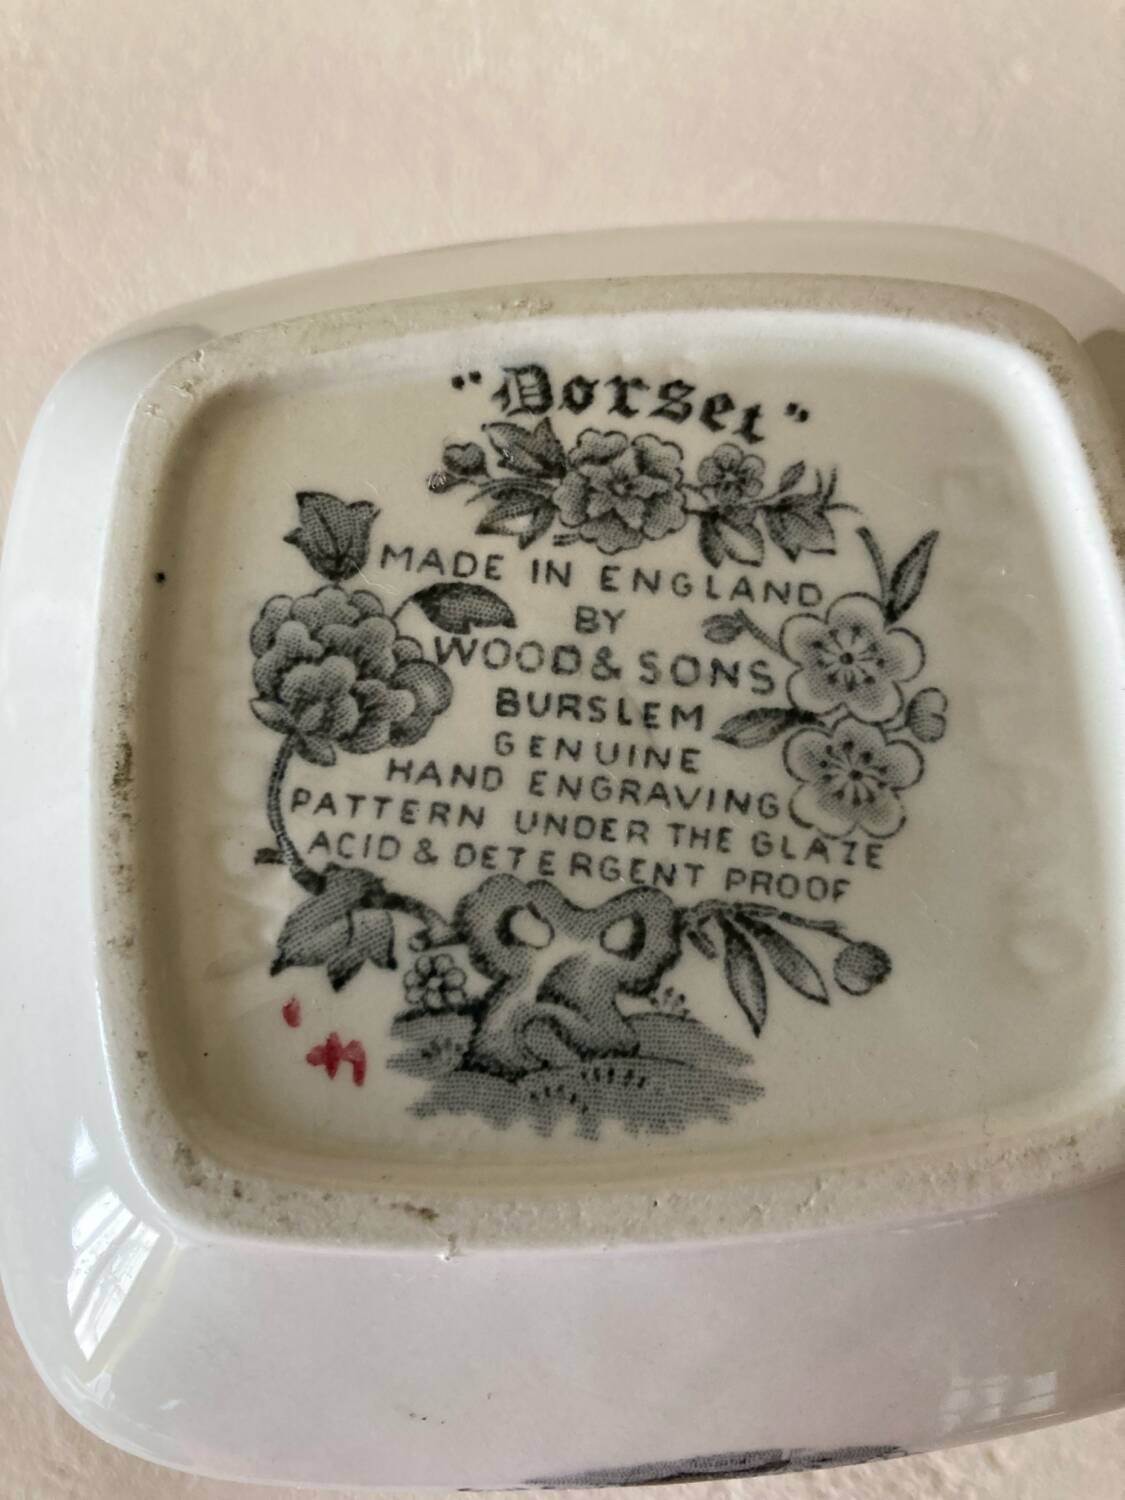 "Dorset"
MADE IN ENGLAND
BY
WOOD & SONS
BURSLEM
GENUINE
HAND ENGRAVING
PATTERN UNDER THE GLAZE
ACID & DETERGENT PROOF